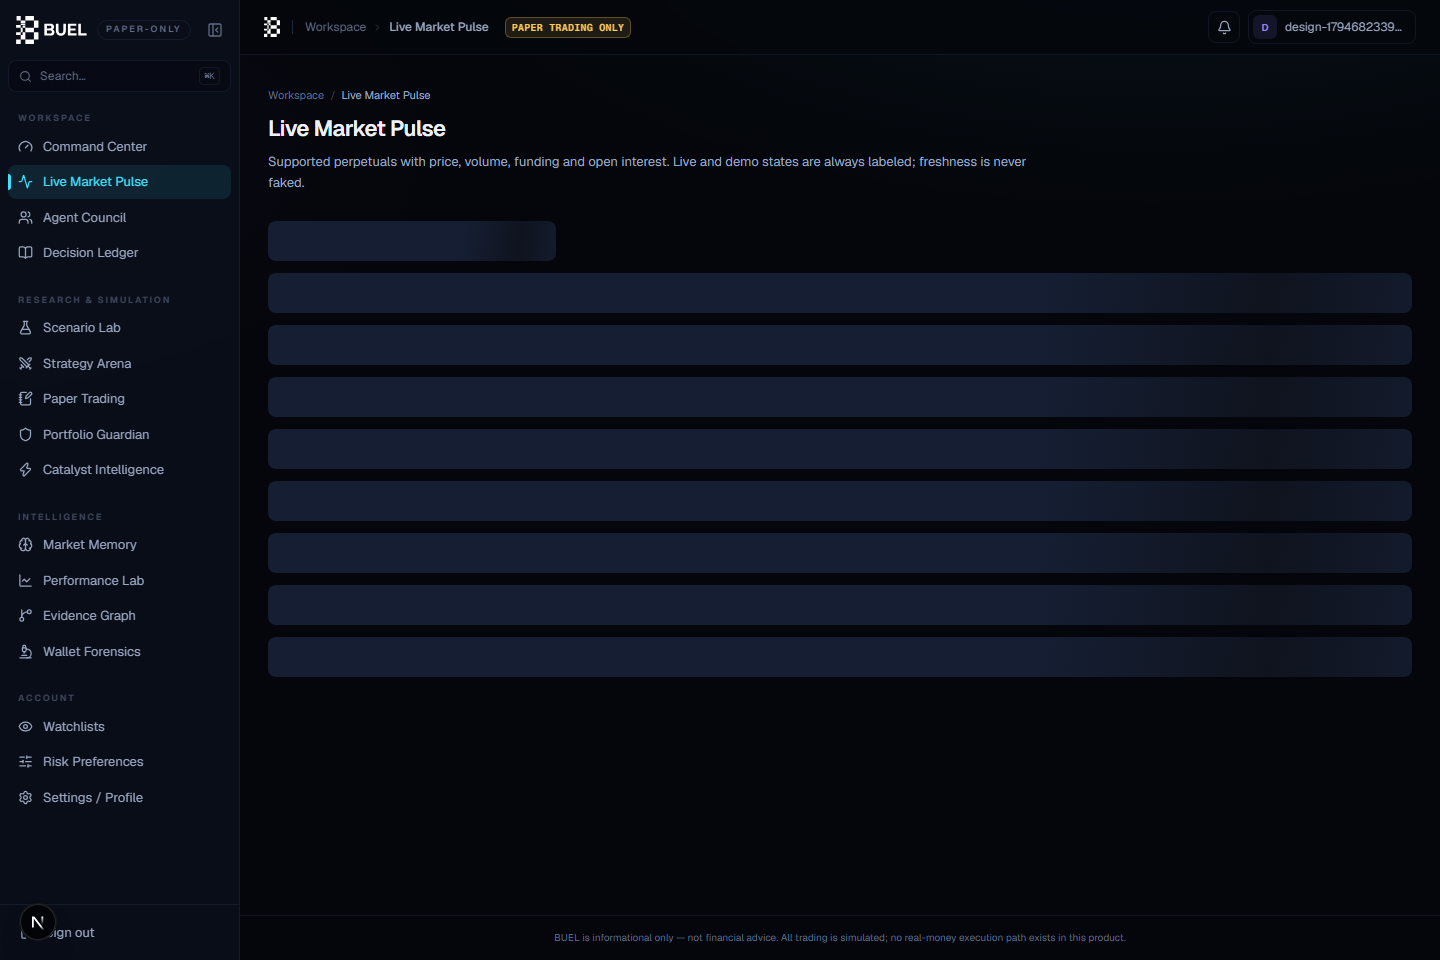 BUEL
PAPER-ONLY
Search...
⌘K
WORKSPACE
Command Center
Live Market Pulse
Agent Council
Decision Ledger
RESEARCH & SIMULATION
Scenario Lab
Strategy Arena
Paper Trading
Portfolio Guardian
Catalyst Intelligence
INTELLIGENCE
Market Memory
Performance Lab
Evidence Graph
Wallet Forensics
ACCOUNT
Watchlists
Risk Preferences
Settings / Profile
N
ign out
Workspace > Live Market Pulse
PAPER TRADING ONLY
D
design-1794682339...
Workspace / Live Market Pulse
Live Market Pulse
Supported perpetuals with price, volume, funding and open interest. Live and demo states are always labeled; freshness is never
faked.
BUEL is informational only — not financial advice. All trading is simulated; no real-money execution path exists in this product.